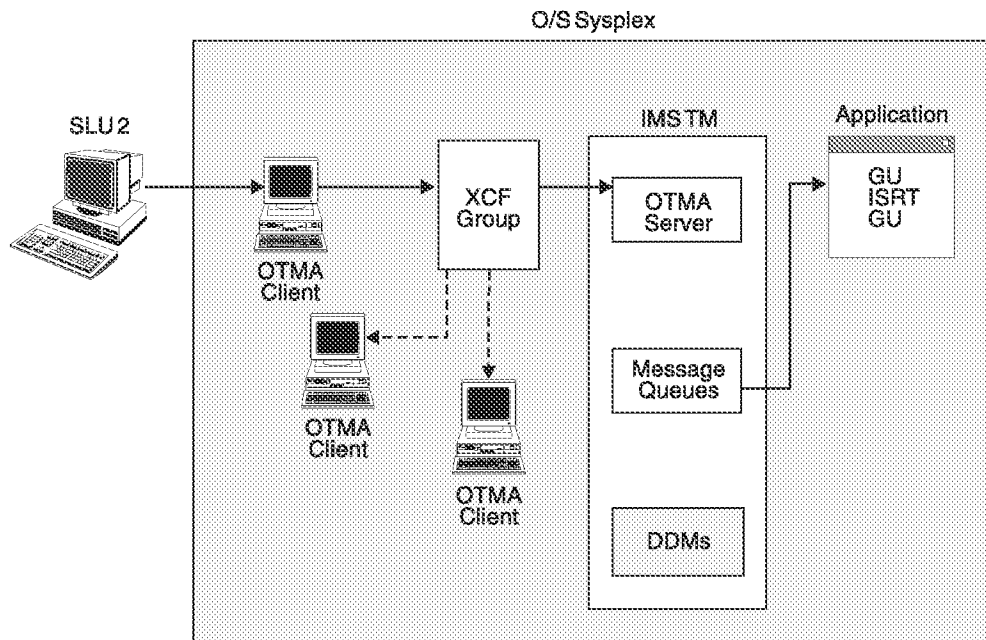 O/S Sysplex
SLU 2
IMS TM
Application
XCF
Group
OTMA
Server
GU
ISRT
GU
OTMA
Client
OTMA
Client
OTMA
Client
Message
Queues
DDMs